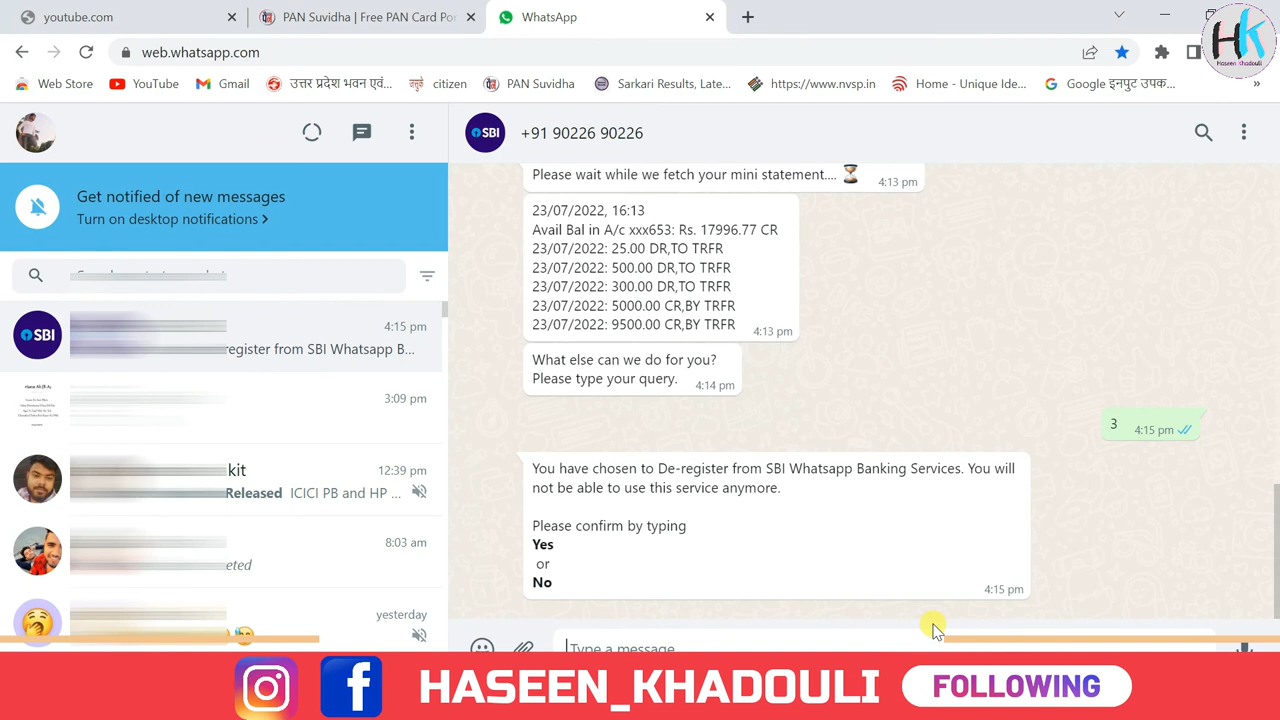 youtube.com
PAN Suvidha | Free PAN Card Po
WhatsApp
web.whatsapp.com
HK
Haseen Khadouli
Web Store
YouTube
Gmail
उत्तर प्रदेश भवन एवं...
citizen
PAN Suvidha
Sarkari Results, Late...
https://www.nvsp.in
Home - Unique Ide...
Google इनपुट उपक...
»
Get notified of new messages
Turn on desktop notifications >
SBI
4:15 pm
register from SBI Whatsapp B...
3:09 pm
kit
12:39 pm
Released ICICI PB and HP ...
8:03 am
eted
yesterday
SBI +91 90226 90226
Please wait while we fetch your mini statement....
4:13 pm
23/07/2022, 16:13
Avail Bal in A/c xxx653: Rs. 17996.77 CR
23/07/2022: 25.00 DR,TO TRFR
23/07/2022: 500.00 DR,TO TRFR
23/07/2022: 300.00 DR,TO TRFR
23/07/2022: 5000.00 CR,BY TRFR
23/07/2022: 9500.00 CR,BY TRFR
4:13 pm
What else can we do for you?
Please type your query.
4:14 pm
3
4:15 pm
You have chosen to De-register from SBI Whatsapp Banking Services. You will
not be able to use this service anymore.
Please confirm by typing
Yes
or
No
4:15 pm
Type a message
HASEEN_KHADOULI
FOLLOWING